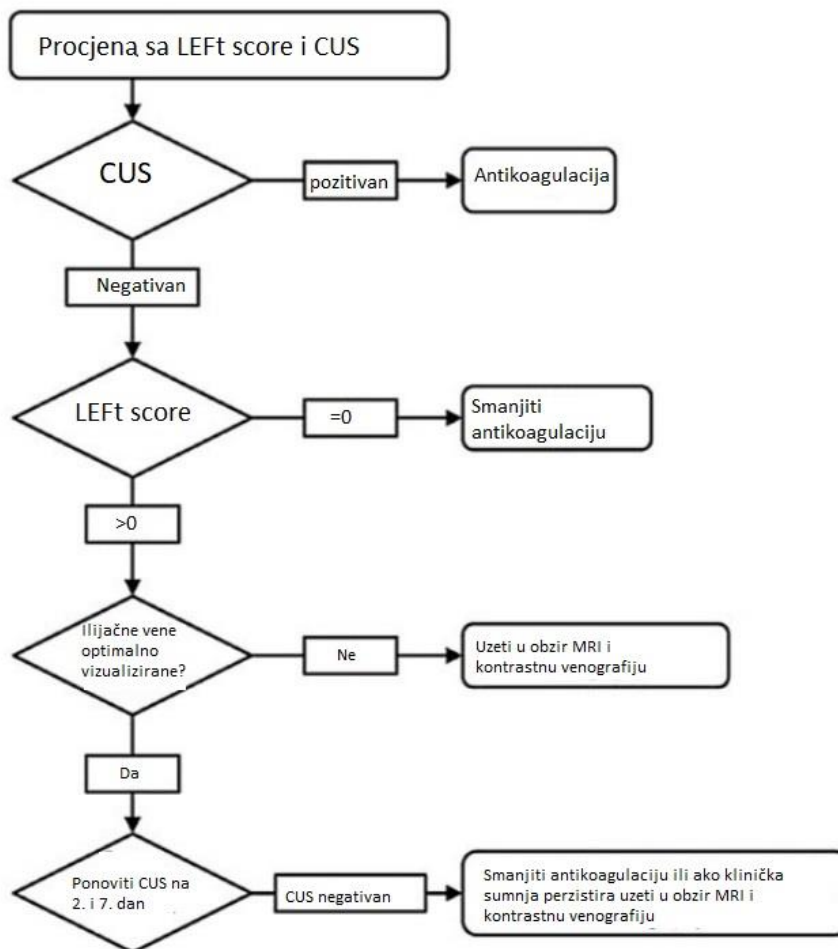 Procjena sa LEFt score i CUS
CUS
pozitivan
Antikoagulacija
Negativan
LEFt score
=0
Smanjiti
antikoagulaciju
>0
Ilijačne vene
optimalno
vizualizirane?
Ne
Uzeti u obzir MRI i
kontrastnu venografiju
Da
Ponoviti CUS na
2. i 7. dan
CUS negativan
Smanjiti antikoagulaciju ili ako klinička
sumnja perzistira uzeti u obzir MRI i
kontrastnu venografiju